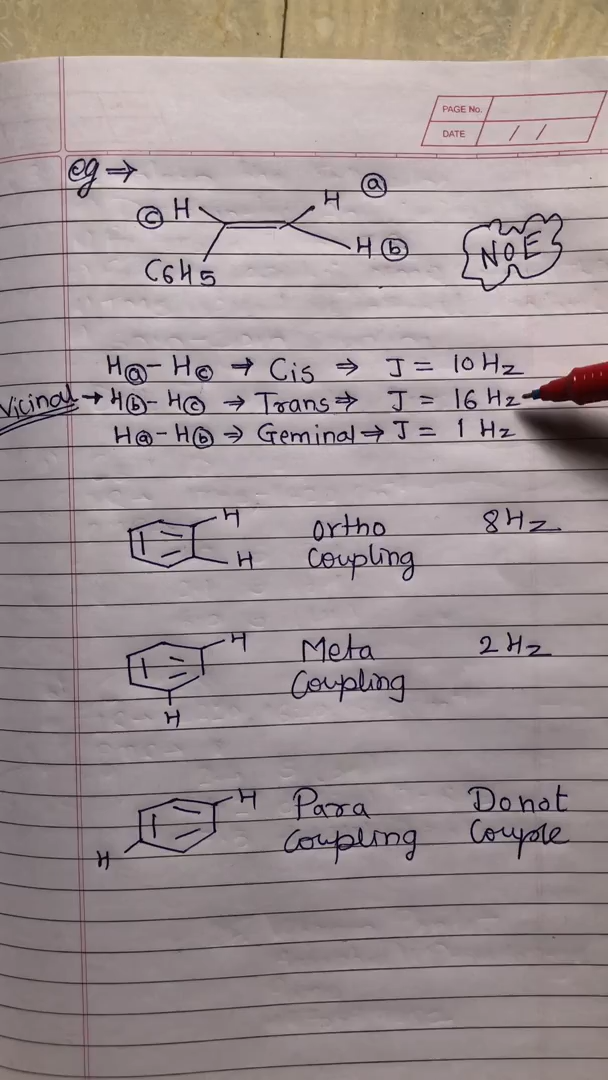 PAGE No.
DATE / /
eg →
ⓒ H H ⓐ
H ⓑ
C6H5
NOE
Hⓐ - Hⓒ → Cis ⇒ J = 10 Hz
Vicinal → Hⓑ - Hⓒ → Trans ⇒ J = 16 Hz
Hⓐ - Hⓑ → Geminal → J = 1 Hz
H
H
Ortho
Coupling
8 Hz
H
H
Meta
Coupling
2 Hz
H
H
Para
Coupling
Donot
Couple